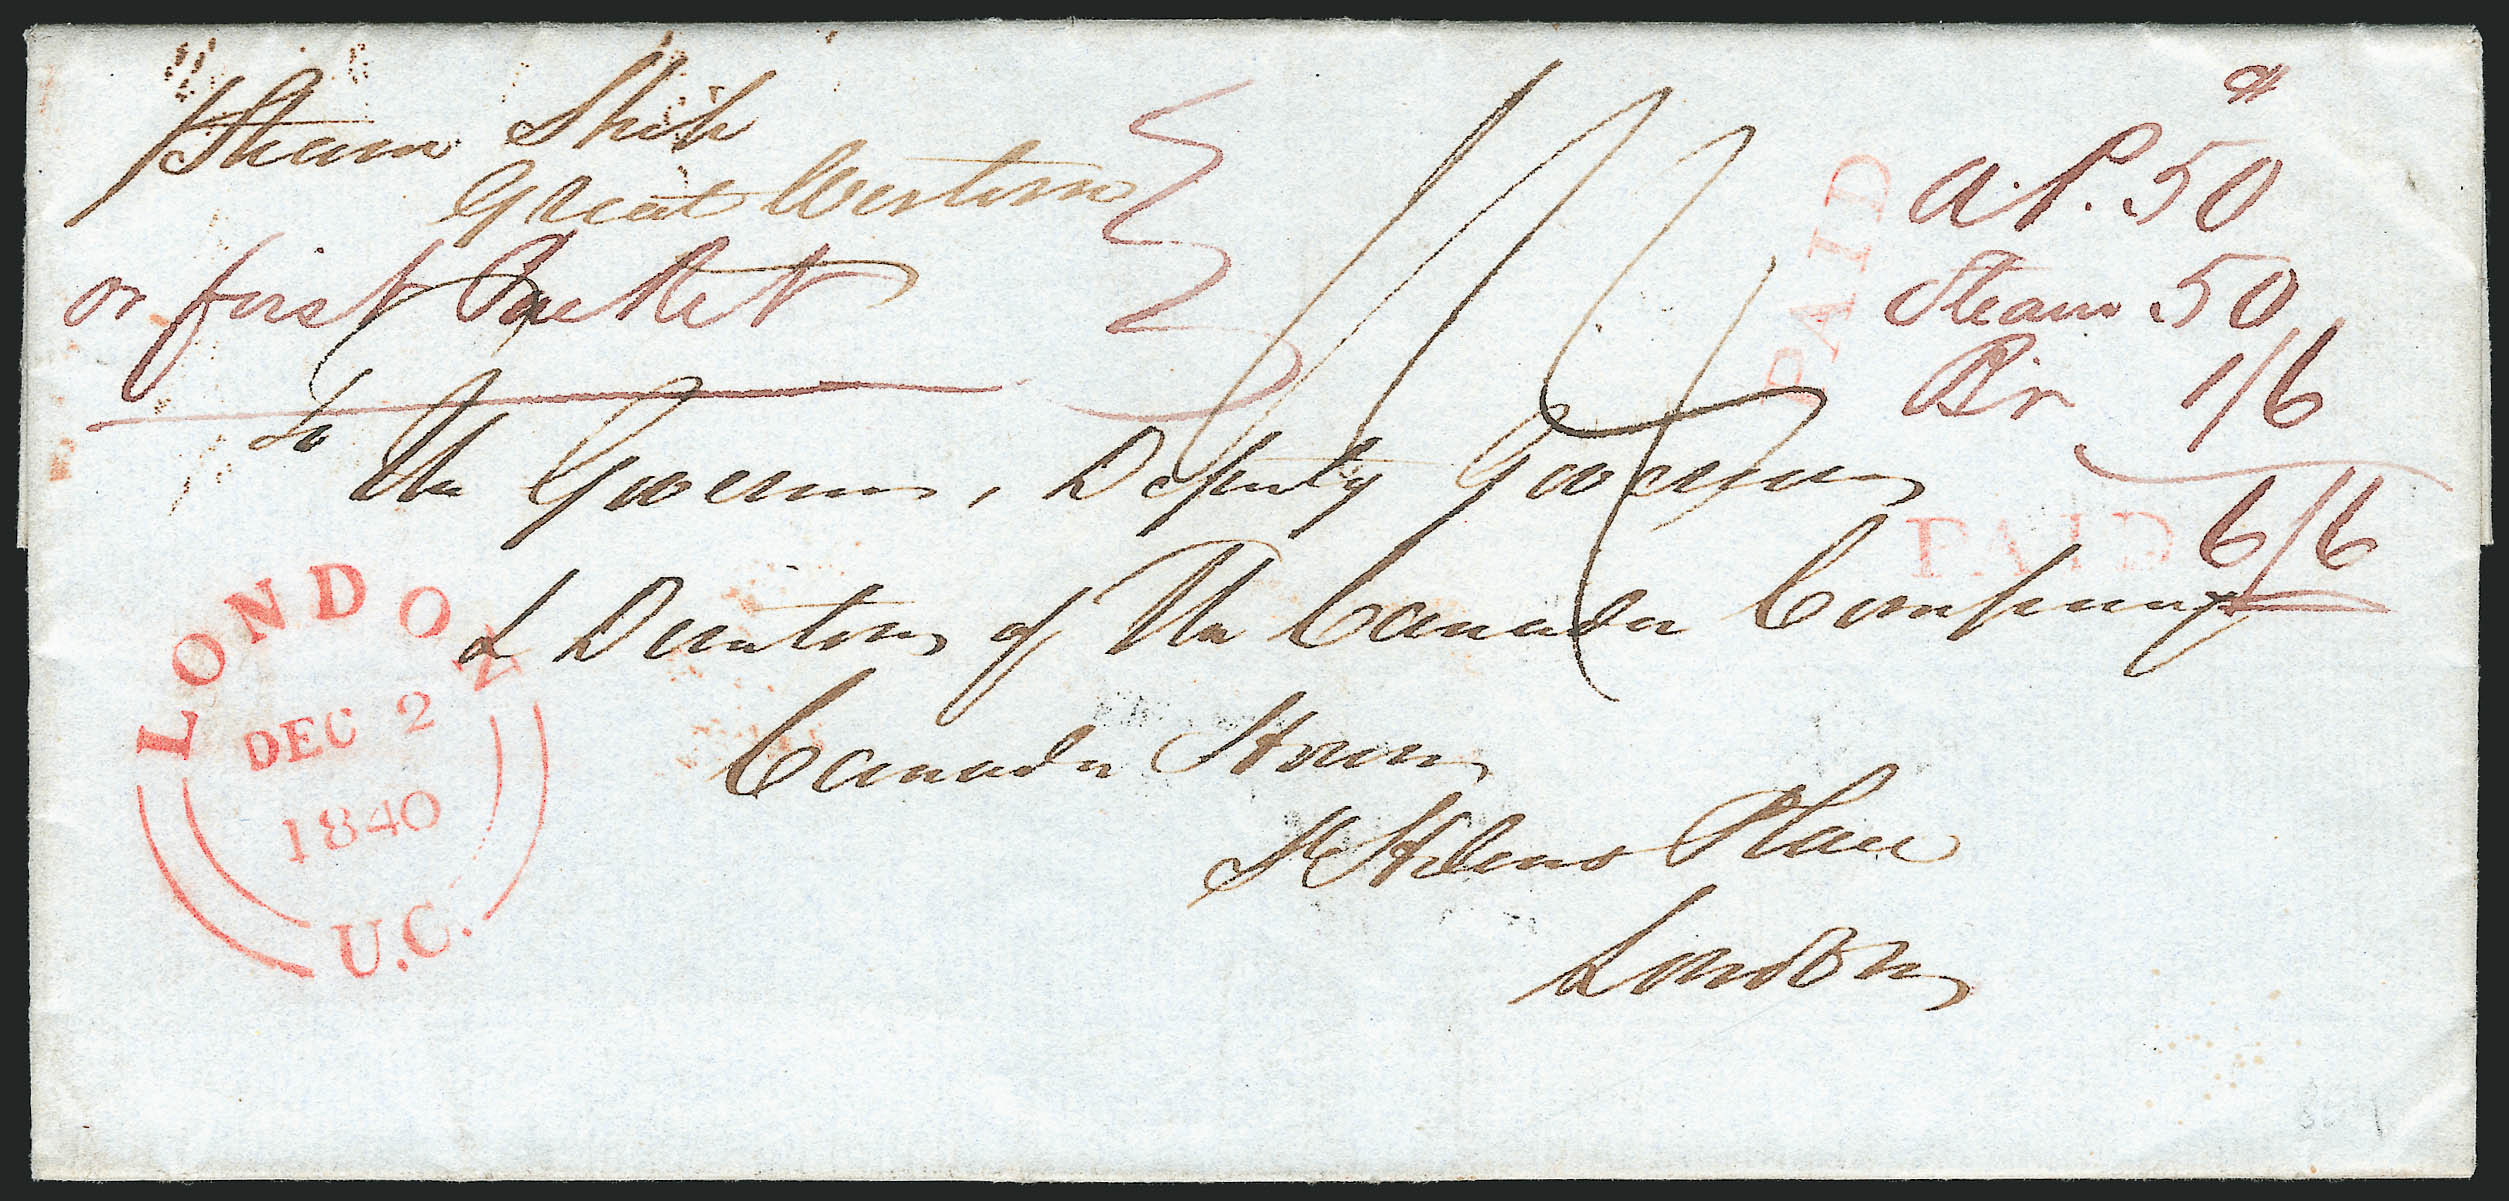 Steam Ship
Great Western
or first Packet
PAID
A.P. 50
Steam 50
Br 1/6
6/6
PAID
To
The Governor, Deputy Governor
& Directors of The Canada Company
Canada House
St Helens Place
London
LONDON
DEC 2
1840
U.C.